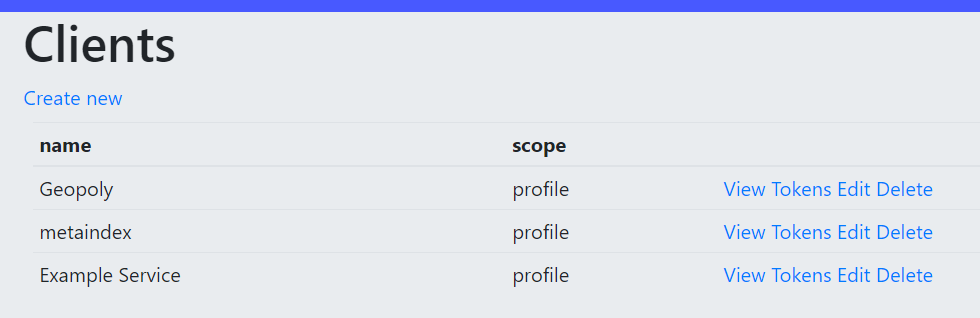 Clients
Create new
name scope
Geopoly profile View Tokens Edit Delete
metaindex profile View Tokens Edit Delete
Example Service profile View Tokens Edit Delete